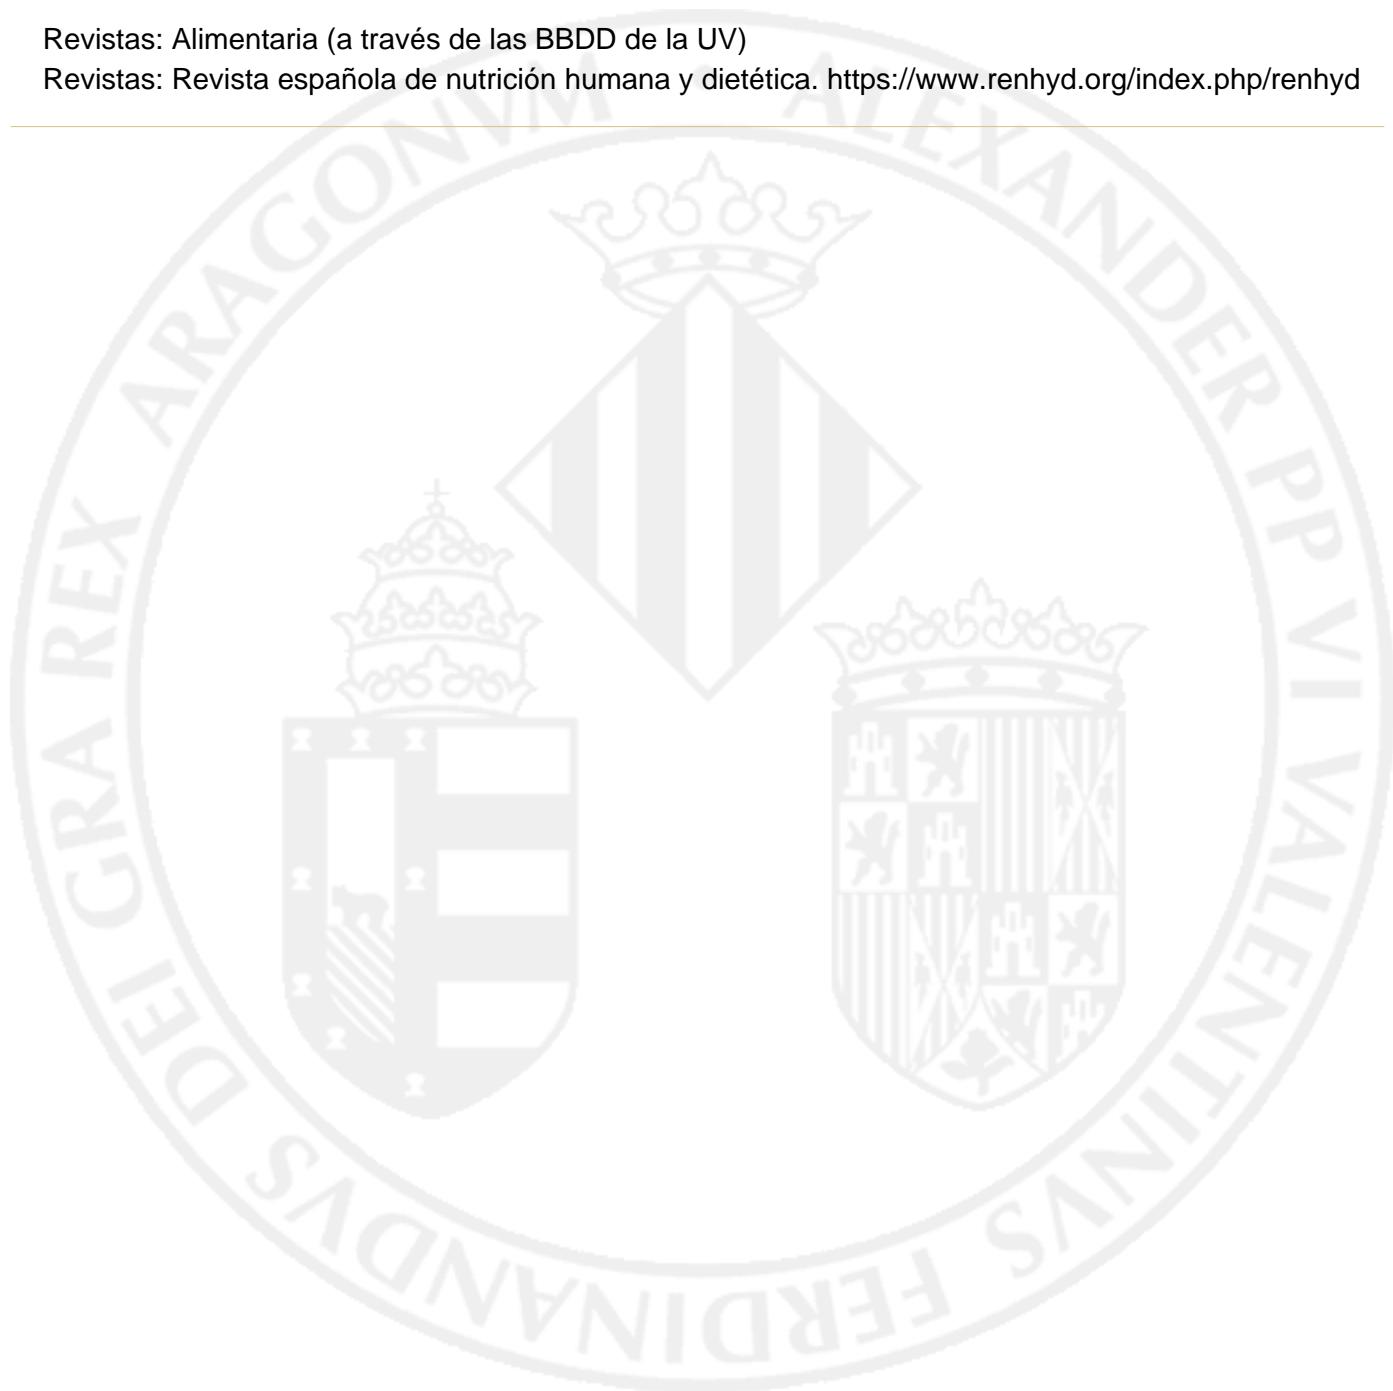 Revistas: Alimentaria (a través de las BBDD de la UV)
Revistas: Revista española de nutrición humana y dietética. https://www.renhyd.org/index.php/renhyd
ALEXANDER PP VI VALENTINVS FERDINANDVS DEI GRA REX ARAGONVM